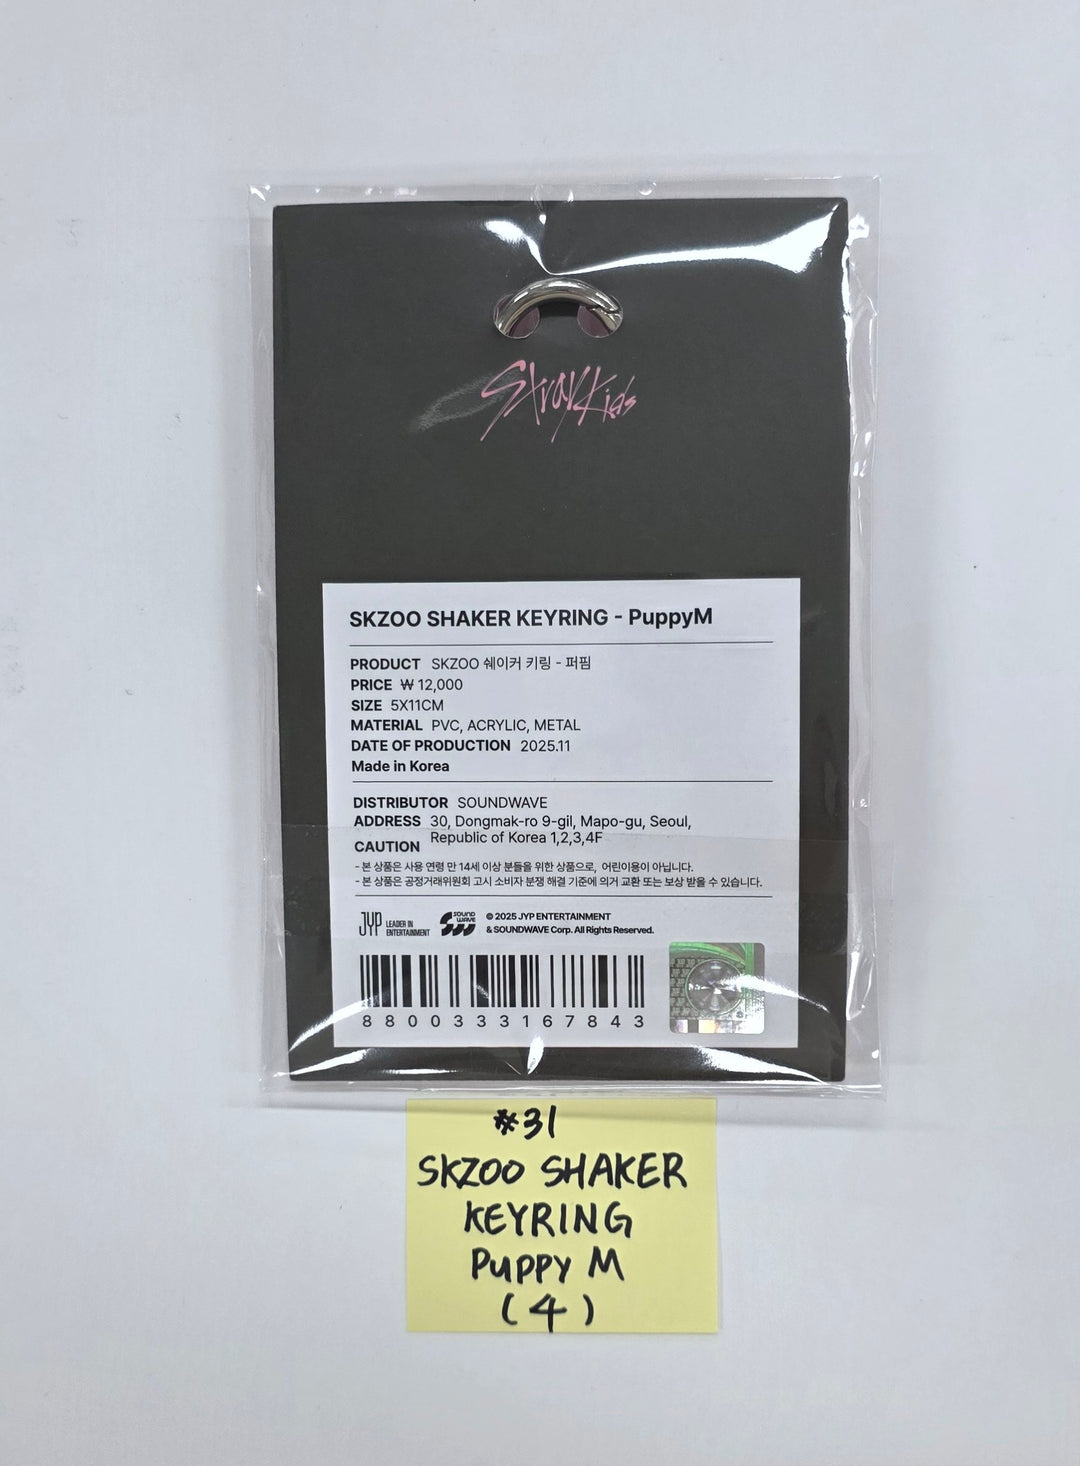 Stray Kids
SKZOO SHAKER KEYRING - PuppyM
PRODUCT SKZOO 쉐이커 키링 - 퍼핌
PRICE ₩ 12,000
SIZE 5X11CM
MATERIAL PVC, ACRYLIC, METAL
DATE OF PRODUCTION 2025.11
Made in Korea
DISTRIBUTOR SOUNDWAVE
ADDRESS 30, Dongmak-ro 9-gil, Mapo-gu, Seoul,
Republic of Korea 1,2,3,4F
CAUTION
- 본 상품은 사용 연령 만 14세 이상 분들을 위한 상품으로, 어린이용이 아닙니다.
- 본 상품은 공정거래위원회 고시 소비자 분쟁 해결 기준에 의거 교환 또는 보상 받을 수 있습니다.
JYP LEADER IN
ENTERTAINMENT
SOUND
WAVE
© 2025 JYP ENTERTAINMENT
& SOUNDWAVE Corp. All Rights Reserved.
8800333167843
#31
SKZOO SHAKER
KEYRING
PUPPY M
(4)